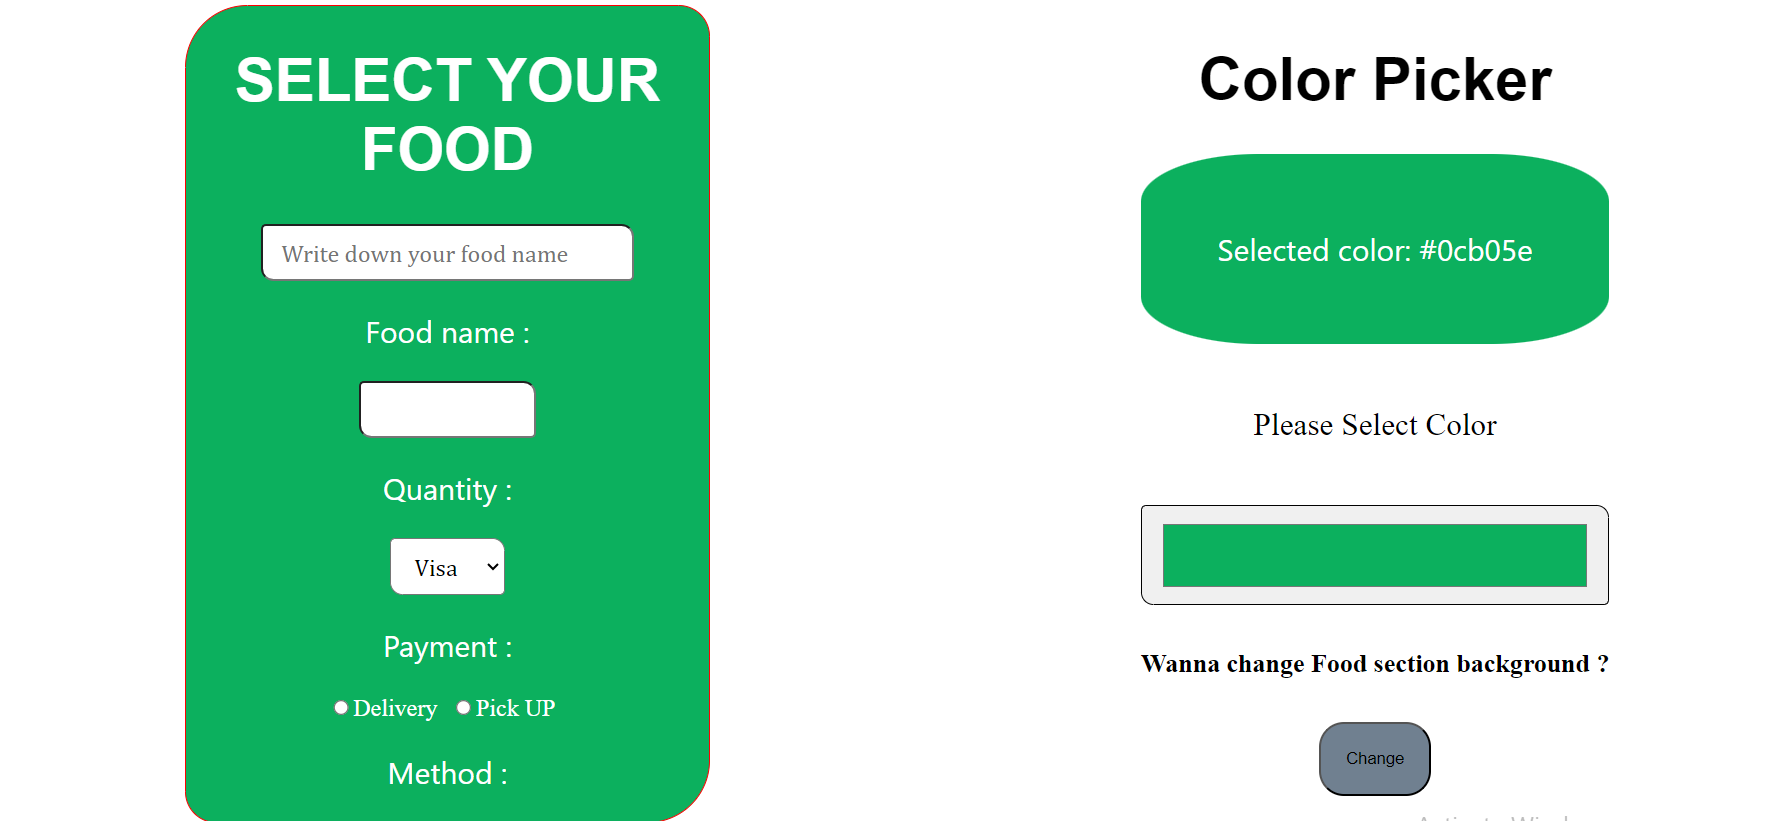 SELECT YOUR
FOOD
Write down your food name
Food name :
Quantity :
Visa
Payment :
Delivery
Pick UP
Method :
Color Picker
Selected color: #0cb05e
Please Select Color
Wanna change Food section background ?
Change